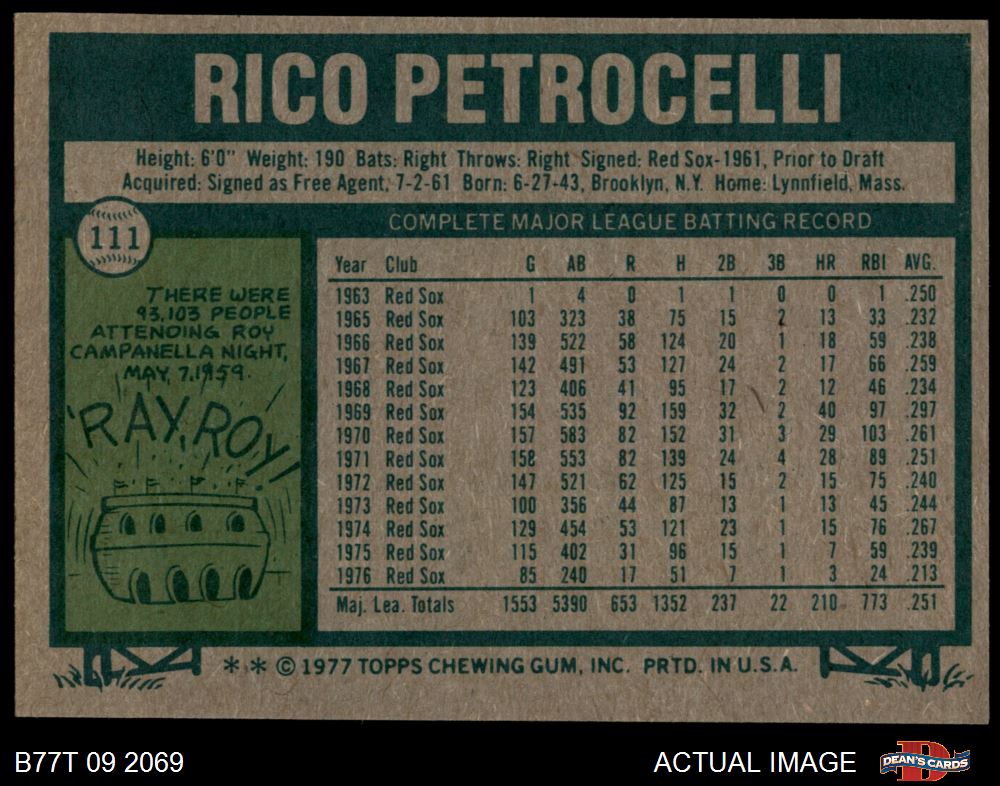 RICO PETROCELLI
Height: 6'0" Weight: 190 Bats: Right Throws: Right Signed: Red Sox-1961, Prior to Draft
Acquired: Signed as Free Agent, 7-2-61 Born: 6-27-43, Brooklyn, N.Y. Home: Lynnfield, Mass.
COMPLETE MAJOR LEAGUE BATTING RECORD
111
THERE WERE
93,103 PEOPLE
ATTENDING ROY
CAMPANELLA NIGHT,
MAY, 7, 1959.
'RAY, ROY!
Year Club G AB R H 2B 3B HR RBI AVG.
1963 Red Sox 1 4 0 1 1 0 0 1 .250
1965 Red Sox 103 323 38 75 15 2 13 33 .232
1966 Red Sox 139 522 58 124 20 1 18 59 .238
1967 Red Sox 142 491 53 127 24 2 17 66 .259
1968 Red Sox 123 406 41 95 17 2 12 46 .234
1969 Red Sox 154 535 92 159 32 2 40 97 .297
1970 Red Sox 157 583 82 152 31 3 29 103 .261
1971 Red Sox 158 553 82 139 24 4 28 89 .251
1972 Red Sox 147 521 62 125 15 2 15 75 .240
1973 Red Sox 100 356 44 87 13 1 13 45 .244
1974 Red Sox 129 454 53 121 23 1 15 76 .267
1975 Red Sox 115 402 31 96 15 1 7 59 .239
1976 Red Sox 85 240 17 51 7 1 3 24 .213
Maj. Lea. Totals 1553 5390 653 1352 237 22 210 773 .251
* * © 1977 TOPPS CHEWING GUM, INC. PRTD. IN U.S.A.
B77T 09 2069
ACTUAL IMAGE
D
DEAN'S CARDS